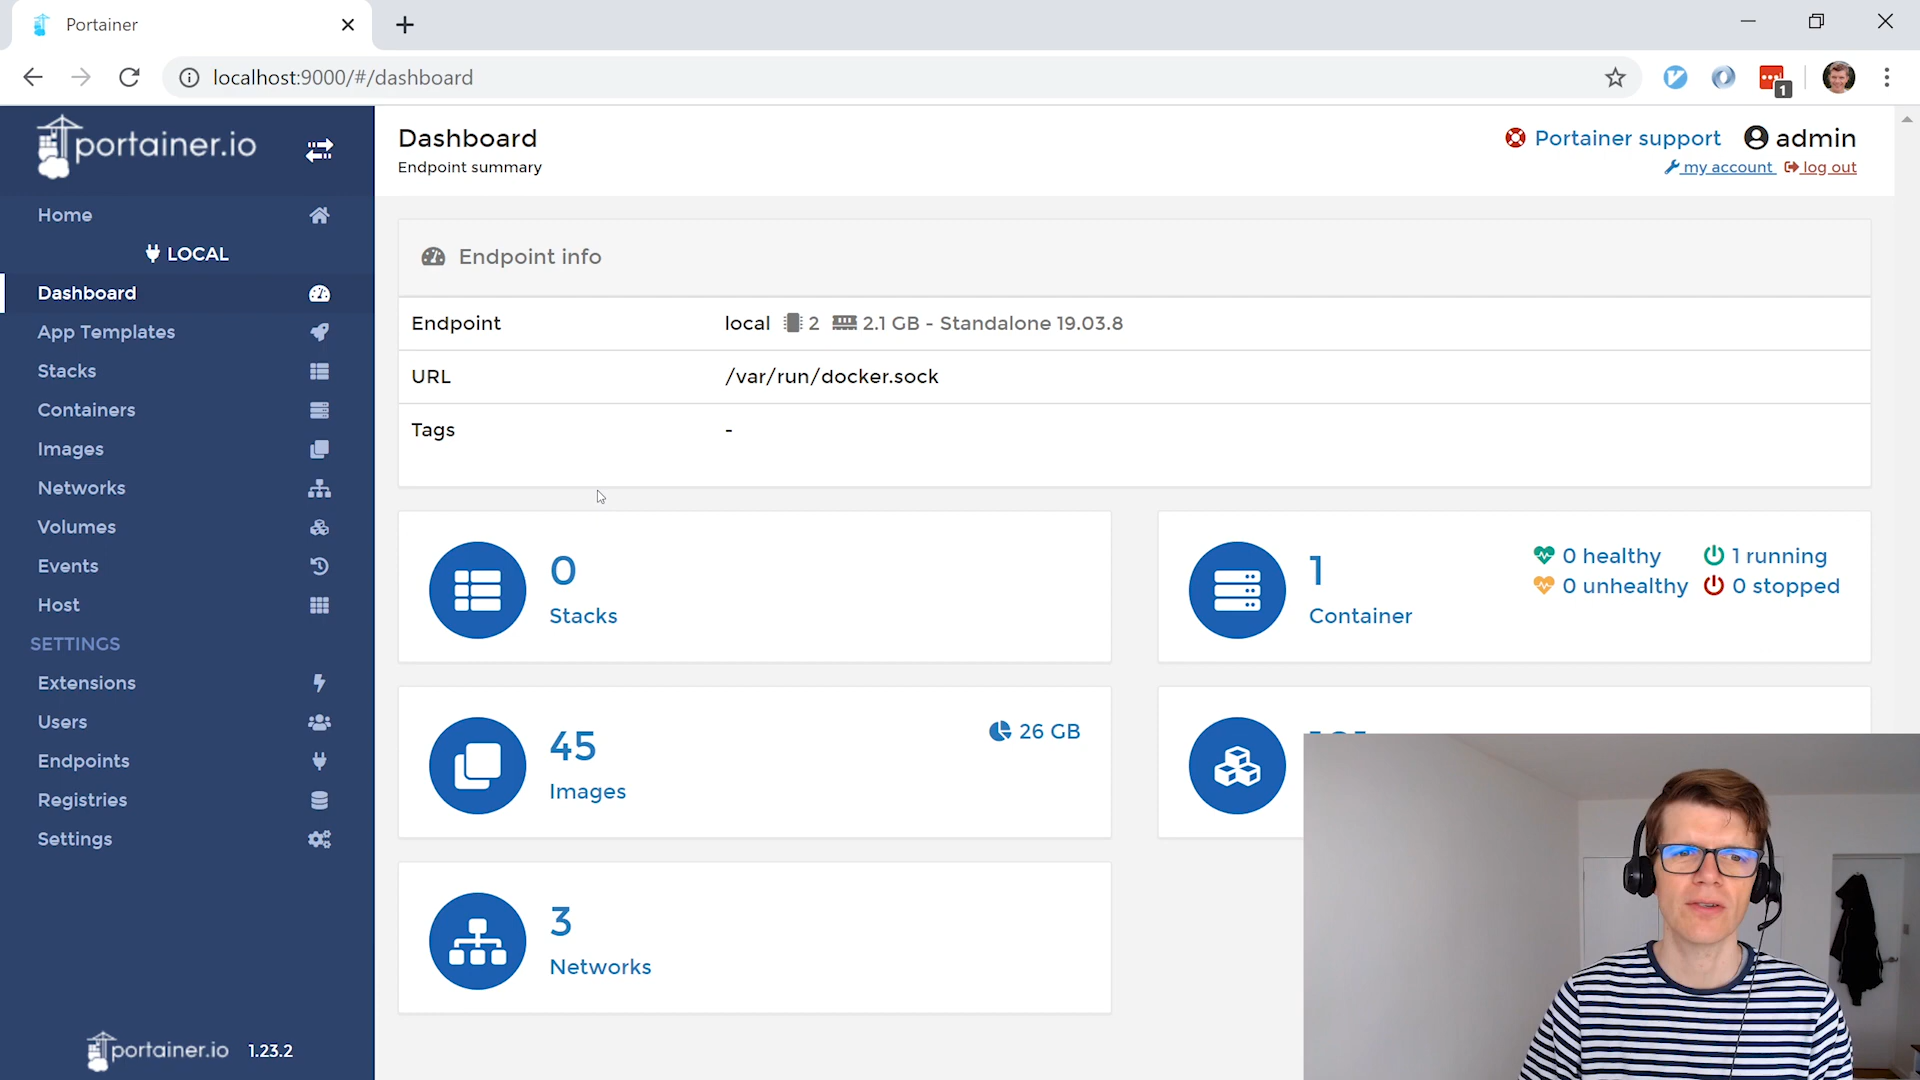 Portainer
localhost:9000/#/dashboard
1
portainer.io
Home
LOCAL
Dashboard
App Templates
Stacks
Containers
Images
Networks
Volumes
Events
Host
SETTINGS
Extensions
Users
Endpoints
Registries
Settings
portainer.io 1.23.2
Dashboard
Endpoint summary
Portainer support admin
my account log out
Endpoint info
Endpoint local 2 2.1 GB - Standalone 19.03.8
URL /var/run/docker.sock
Tags -
0
Stacks
1
Container
0 healthy 1 running
0 unhealthy 0 stopped
45
Images
26 GB
3
Networks